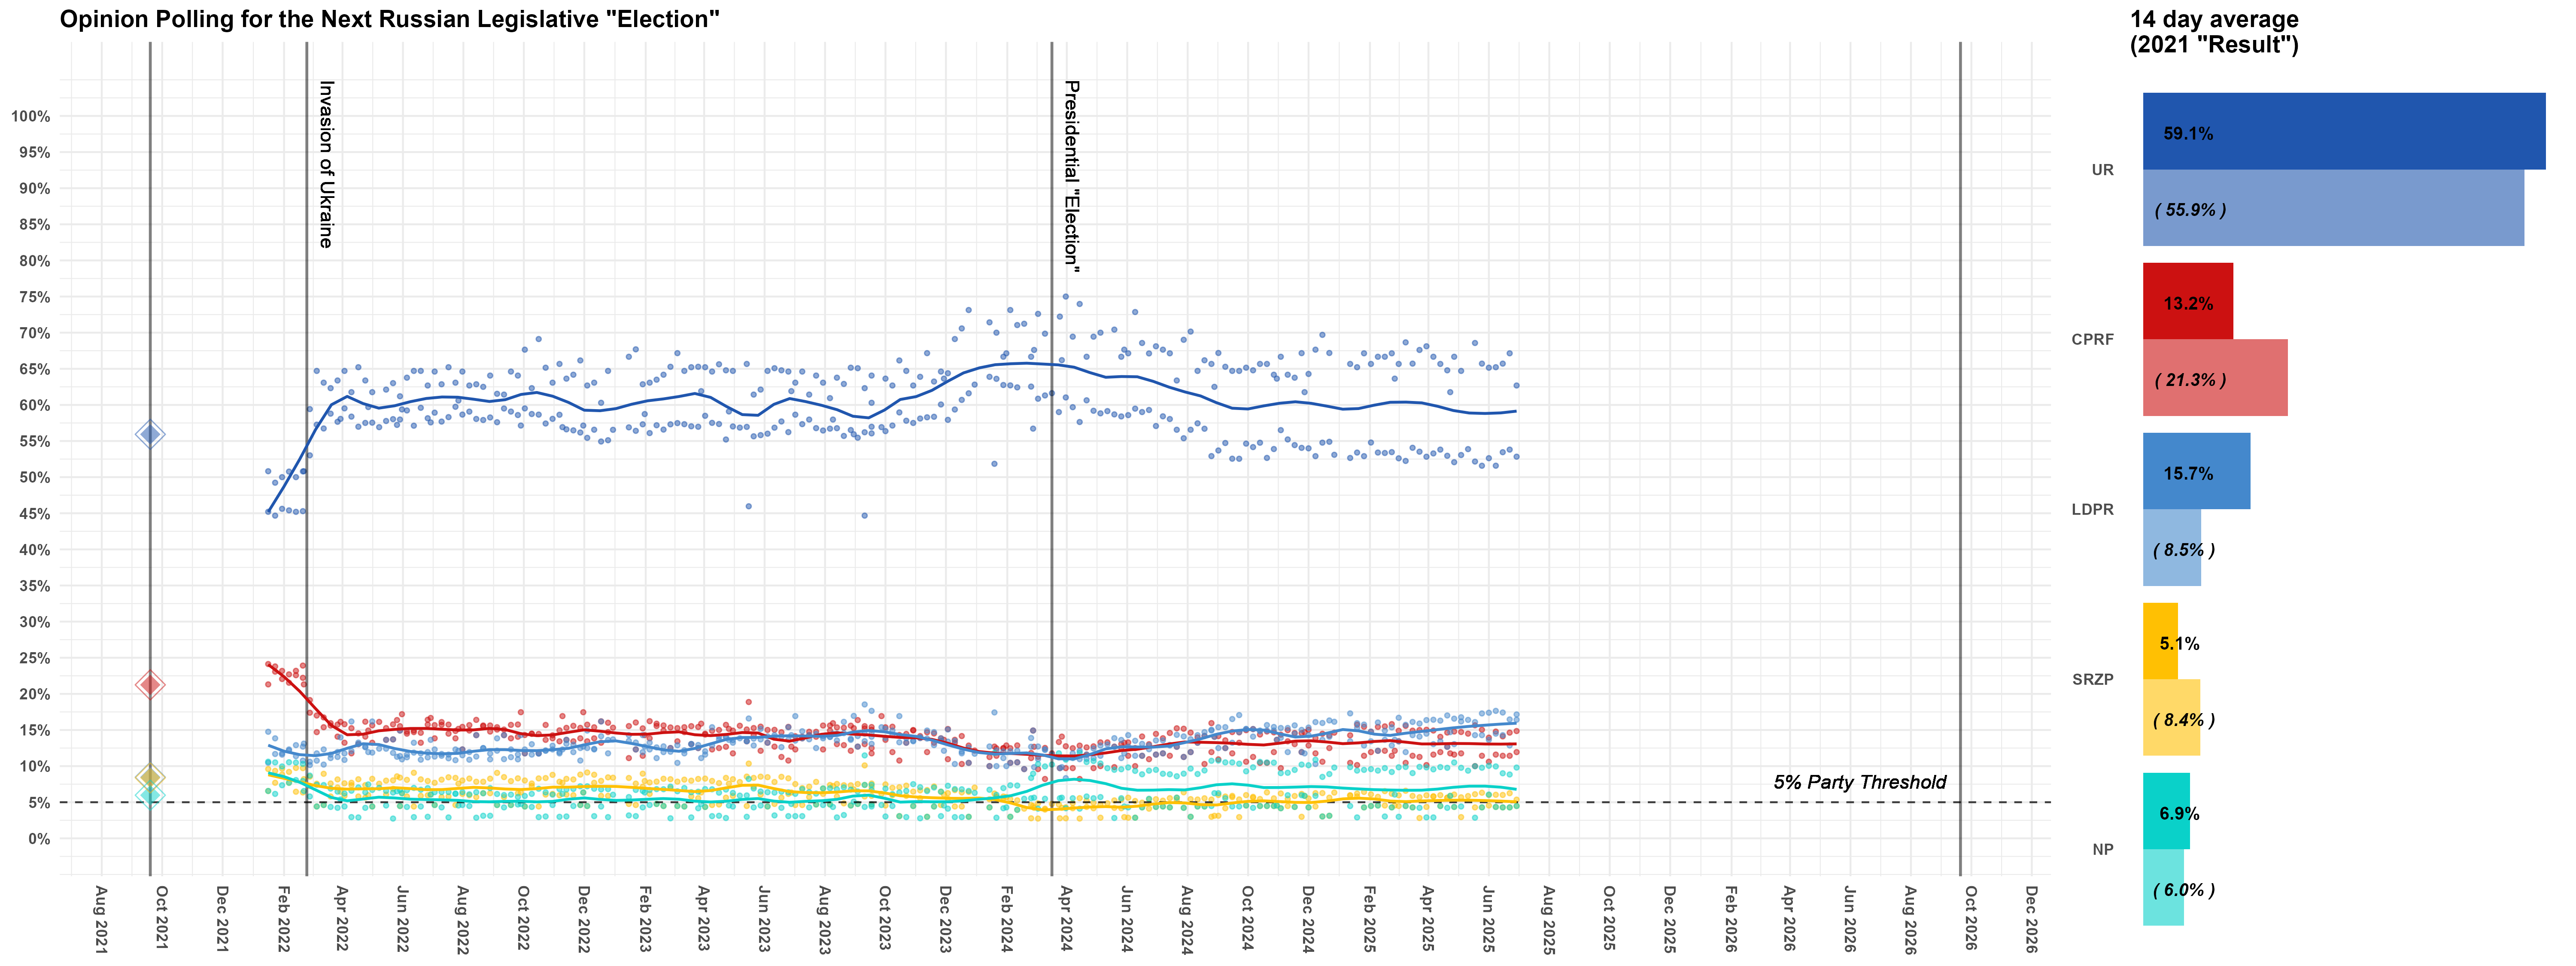 Opinion Polling for the Next Russian Legislative "Election"
100%
95%
90%
85%
80%
75%
70%
65%
60%
55%
50%
45%
40%
35%
30%
25%
20%
15%
10%
5%
0%
Invasion of Ukraine
Presidential "Election"
5% Party Threshold
Aug 2021
Oct 2021
Dec 2021
Feb 2022
Apr 2022
Jun 2022
Aug 2022
Oct 2022
Dec 2022
Feb 2023
Apr 2023
Jun 2023
Aug 2023
Oct 2023
Dec 2023
Feb 2024
Apr 2024
Jun 2024
Aug 2024
Oct 2024
Dec 2024
Feb 2025
Apr 2025
Jun 2025
Aug 2025
Oct 2025
Dec 2025
Feb 2026
Apr 2026
Jun 2026
Aug 2026
Oct 2026
Dec 2026
14 day average
(2021 "Result")
UR
59.1%
( 55.9% )
CPRF
13.2%
( 21.3% )
LDPR
15.7%
( 8.5% )
SRZP
5.1%
( 8.4% )
NP
6.9%
( 6.0% )